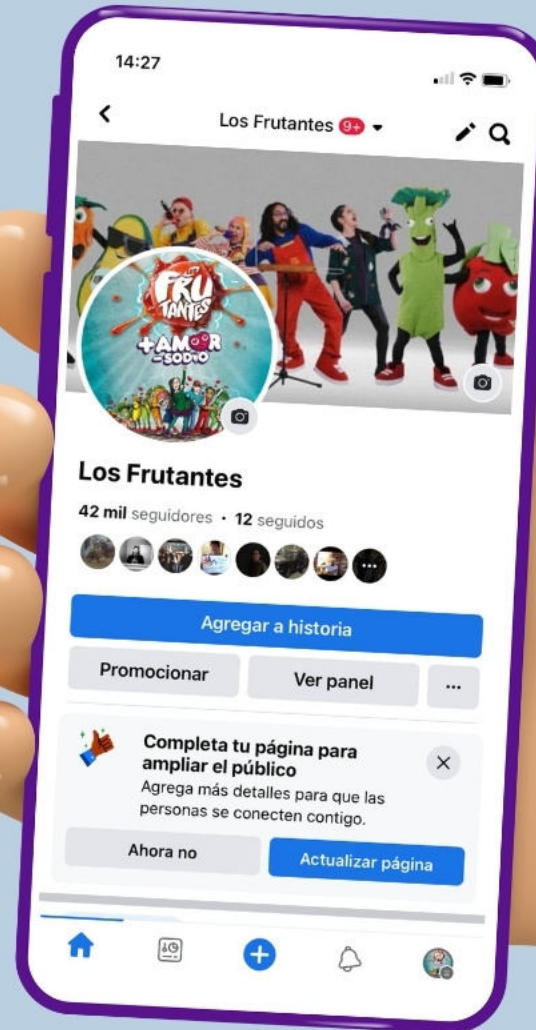 14:27
Los Frutantes 9+
LOS
FRU
TANTES
+AMOR
-SODIO
Los Frutantes
42 mil seguidores • 12 seguidos
Agregar a historia
Promocionar
Ver panel
Completa tu página para
ampliar el público
Agrega más detalles para que las
personas se conecten contigo.
Ahora no
Actualizar página